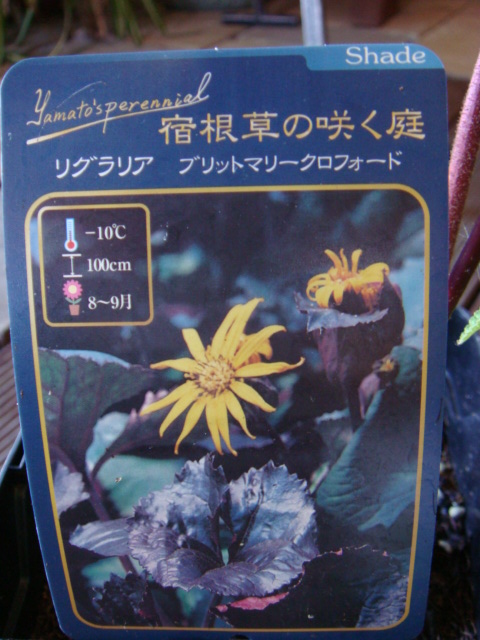 Shade
Yamato's perennial
宿根草の咲く庭
リグラリア ブリットマリークロフォード
-10℃
100cm
8〜9月